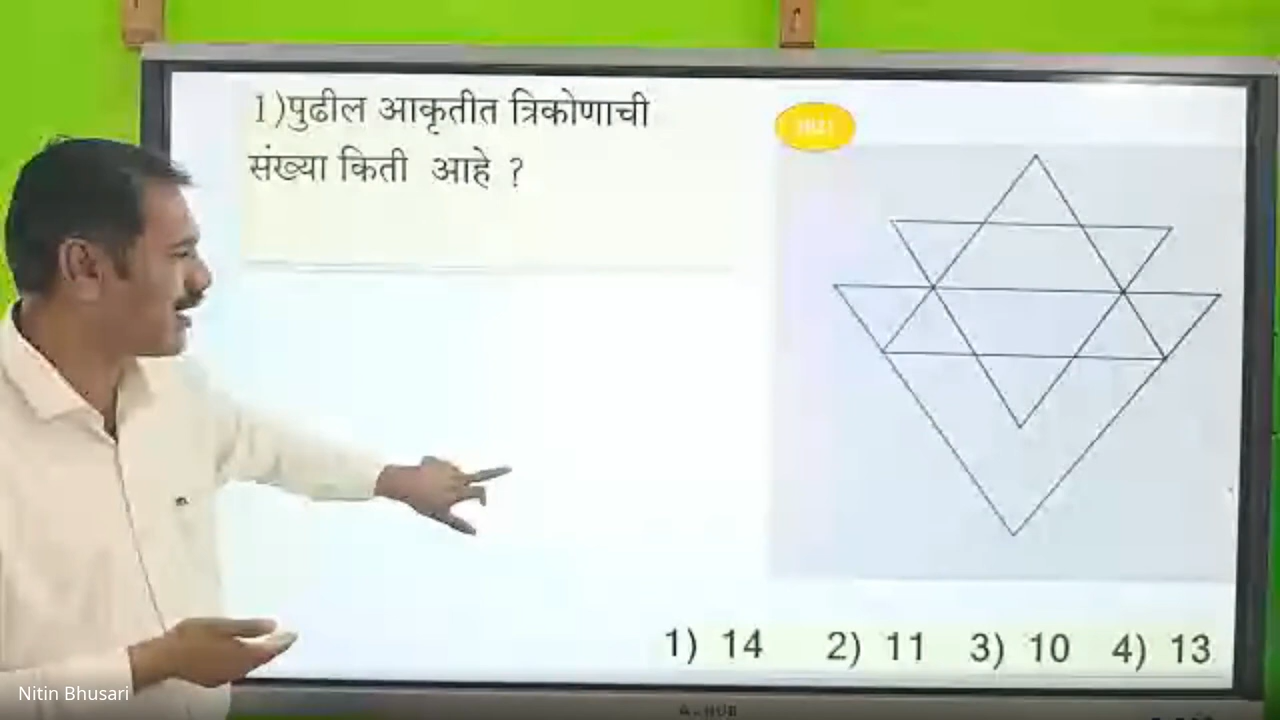 1)पुढील आकृतीत त्रिकोणाची
संख्या किती आहे ?
1) 14 2) 11 3) 10 4) 13
Nitin Bhusari